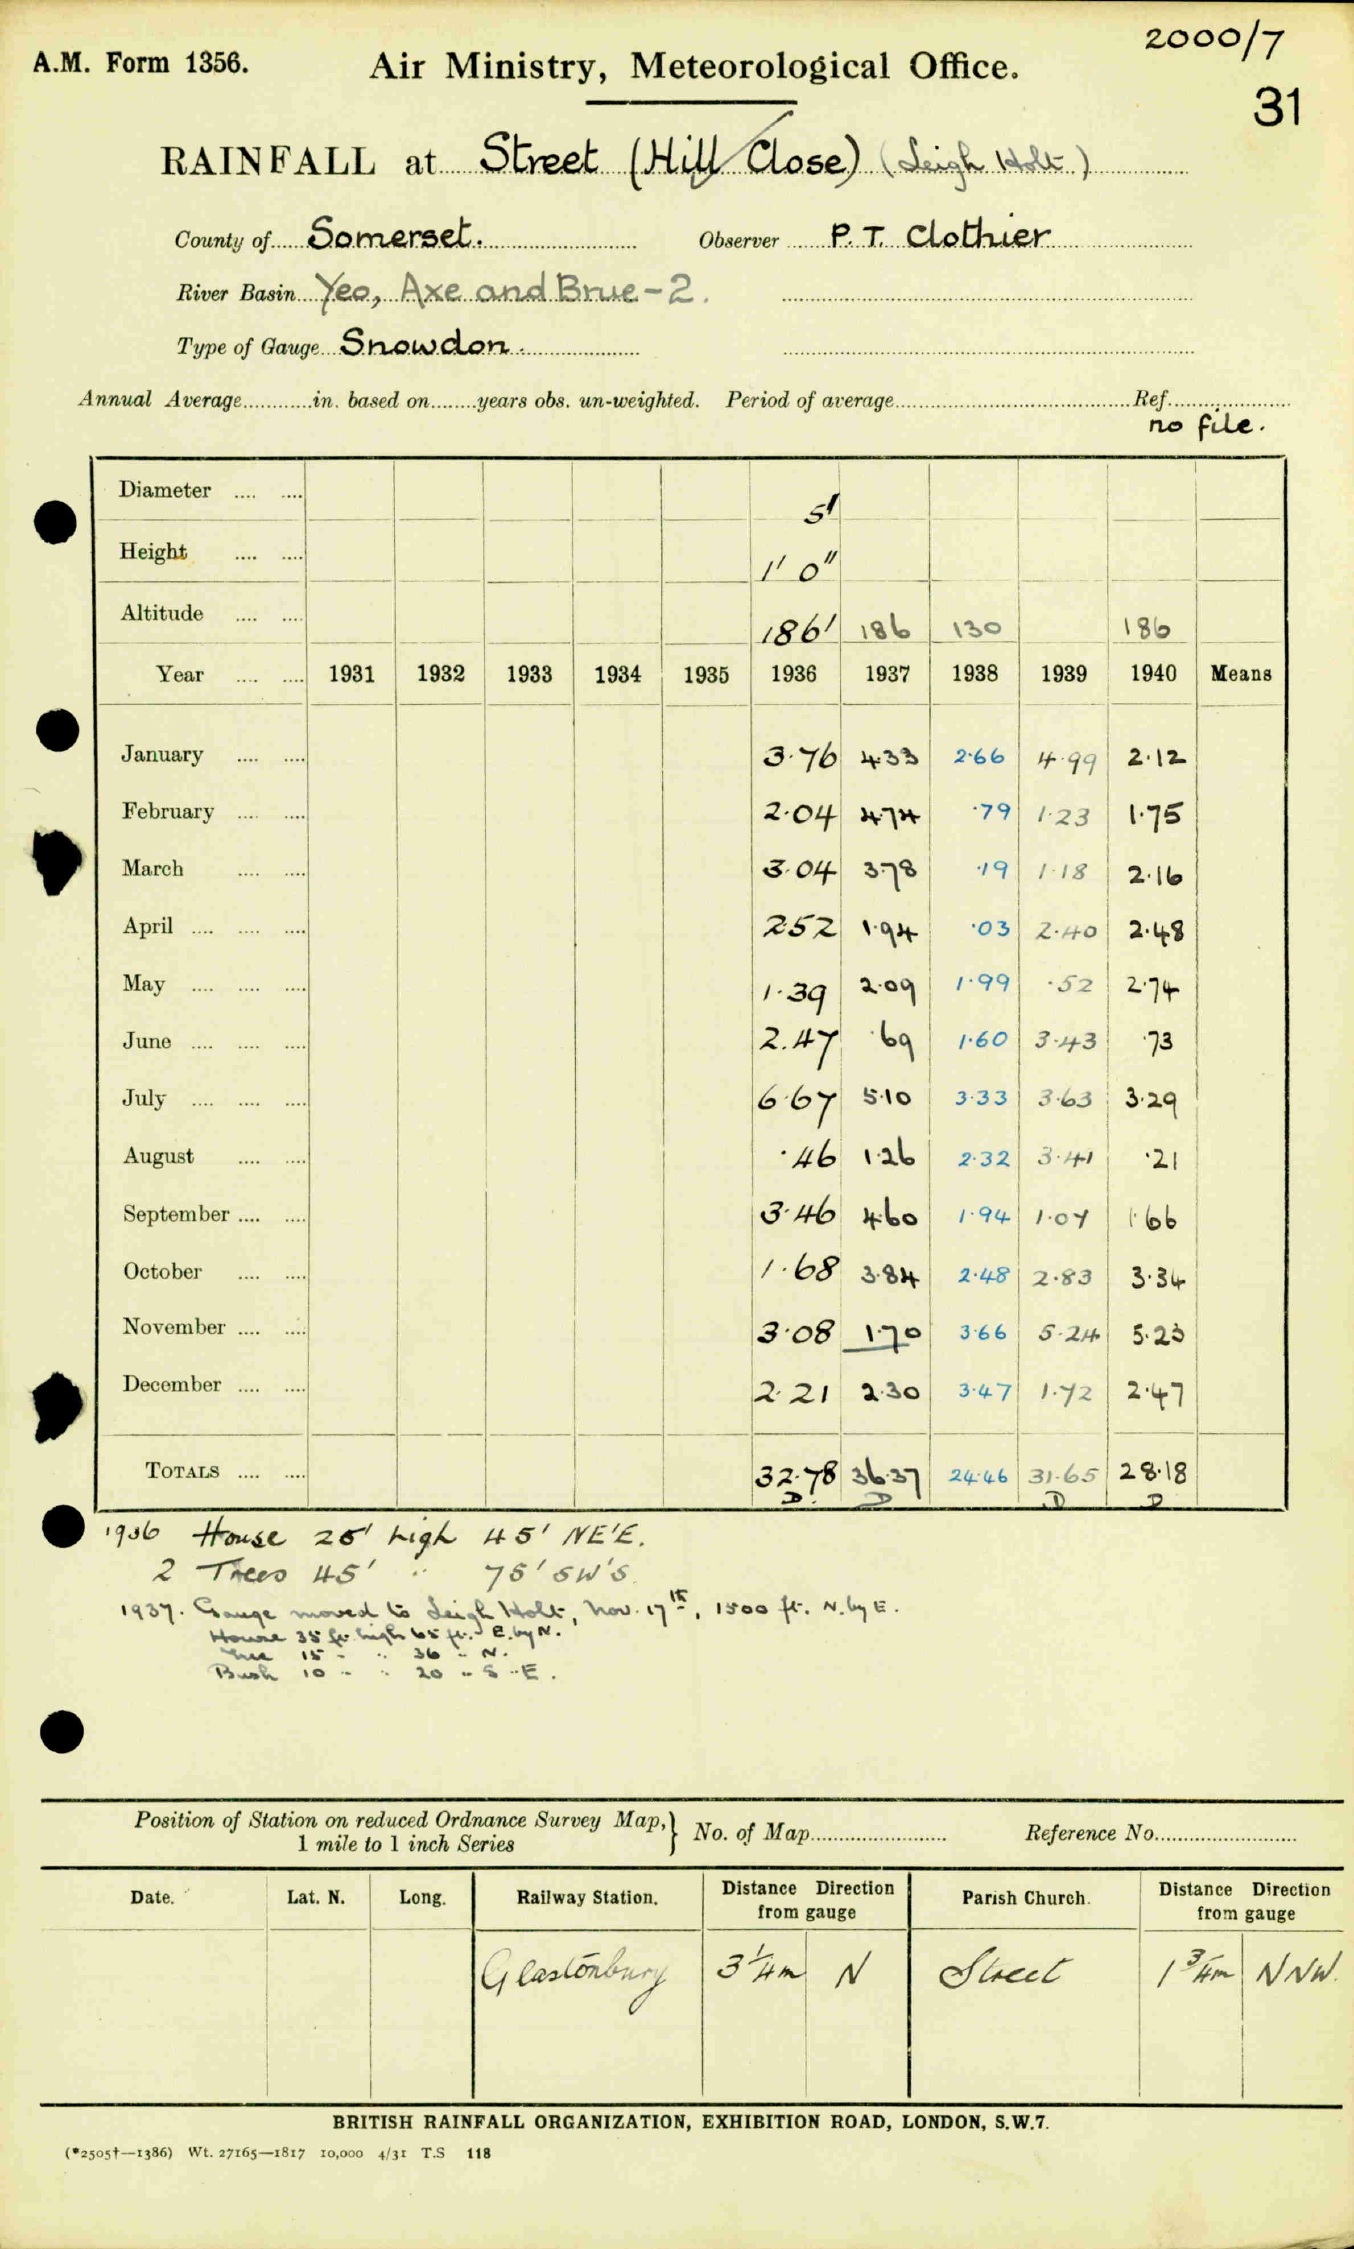 2000/7
A.M. Form 1356. Air Ministry, Meteorological Office.
31
RAINFALL at Street (Hill Close) (Leigh Holt)
County of Somerset. Observer P.T. Clothier
River Basin Yeo, Axe and Brue-2.
Type of Gauge Snowdon.
Annual Average............in. based on........years obs. un-weighted. Period of average............Ref............
no file.
Diameter .... .... 5"
Height .... .... 1' 0"
Altitude .... .... 186' 186 130 186
Year .... .... 1931 1932 1933 1934 1935 1936 1937 1938 1939 1940 Means
January .... .... 3.76 4.33 2.66 4.99 2.12
February .... .... 2.04 4.74 .79 1.23 1.75
March .... .... 3.04 3.78 .19 1.18 2.16
April .... .... .... 2.52 1.94 .03 2.40 2.48
May .... .... .... 1.39 2.09 1.99 .52 2.74
June .... .... .... 2.47 .69 1.60 3.43 .73
July .... .... .... 6.67 5.10 3.33 3.63 3.29
August .... .... .46 1.26 2.32 3.41 .21
September .... .... 3.46 4.60 1.94 1.07 1.66
October .... .... 1.68 3.84 2.48 2.83 3.34
November .... .... 3.08 1.70 3.66 5.24 5.23
December .... .... 2.21 2.30 3.47 1.72 2.47
TOTALS .... .... 32.78 36.37 24.46 31.65 28.18
D. D D D
1936 House 25' high 45' NE'E.
2 Trees 45' " 75' SW'S.
1937. Gauge moved to Leigh Holt, Nov. 17th, 1500 ft. N. by E.
House 35 ft. high 65 ft. E. by N.
Tree 15 " " 36 " N.
Bush 10 " " 20 " S " E.
Position of Station on reduced Ordnance Survey Map, } No. of Map............ Reference No............
1 mile to 1 inch Series
Date. Lat. N. Long. Railway Station. Distance Direction from gauge Parish Church. Distance Direction from gauge
Glastonbury 3 1/4 m N Street 1 3/4 m NNW.
BRITISH RAINFALL ORGANIZATION, EXHIBITION ROAD, LONDON, S.W.7.
(*2505†—1386) Wt. 27165—1817 10,000 4/31 T.S 118